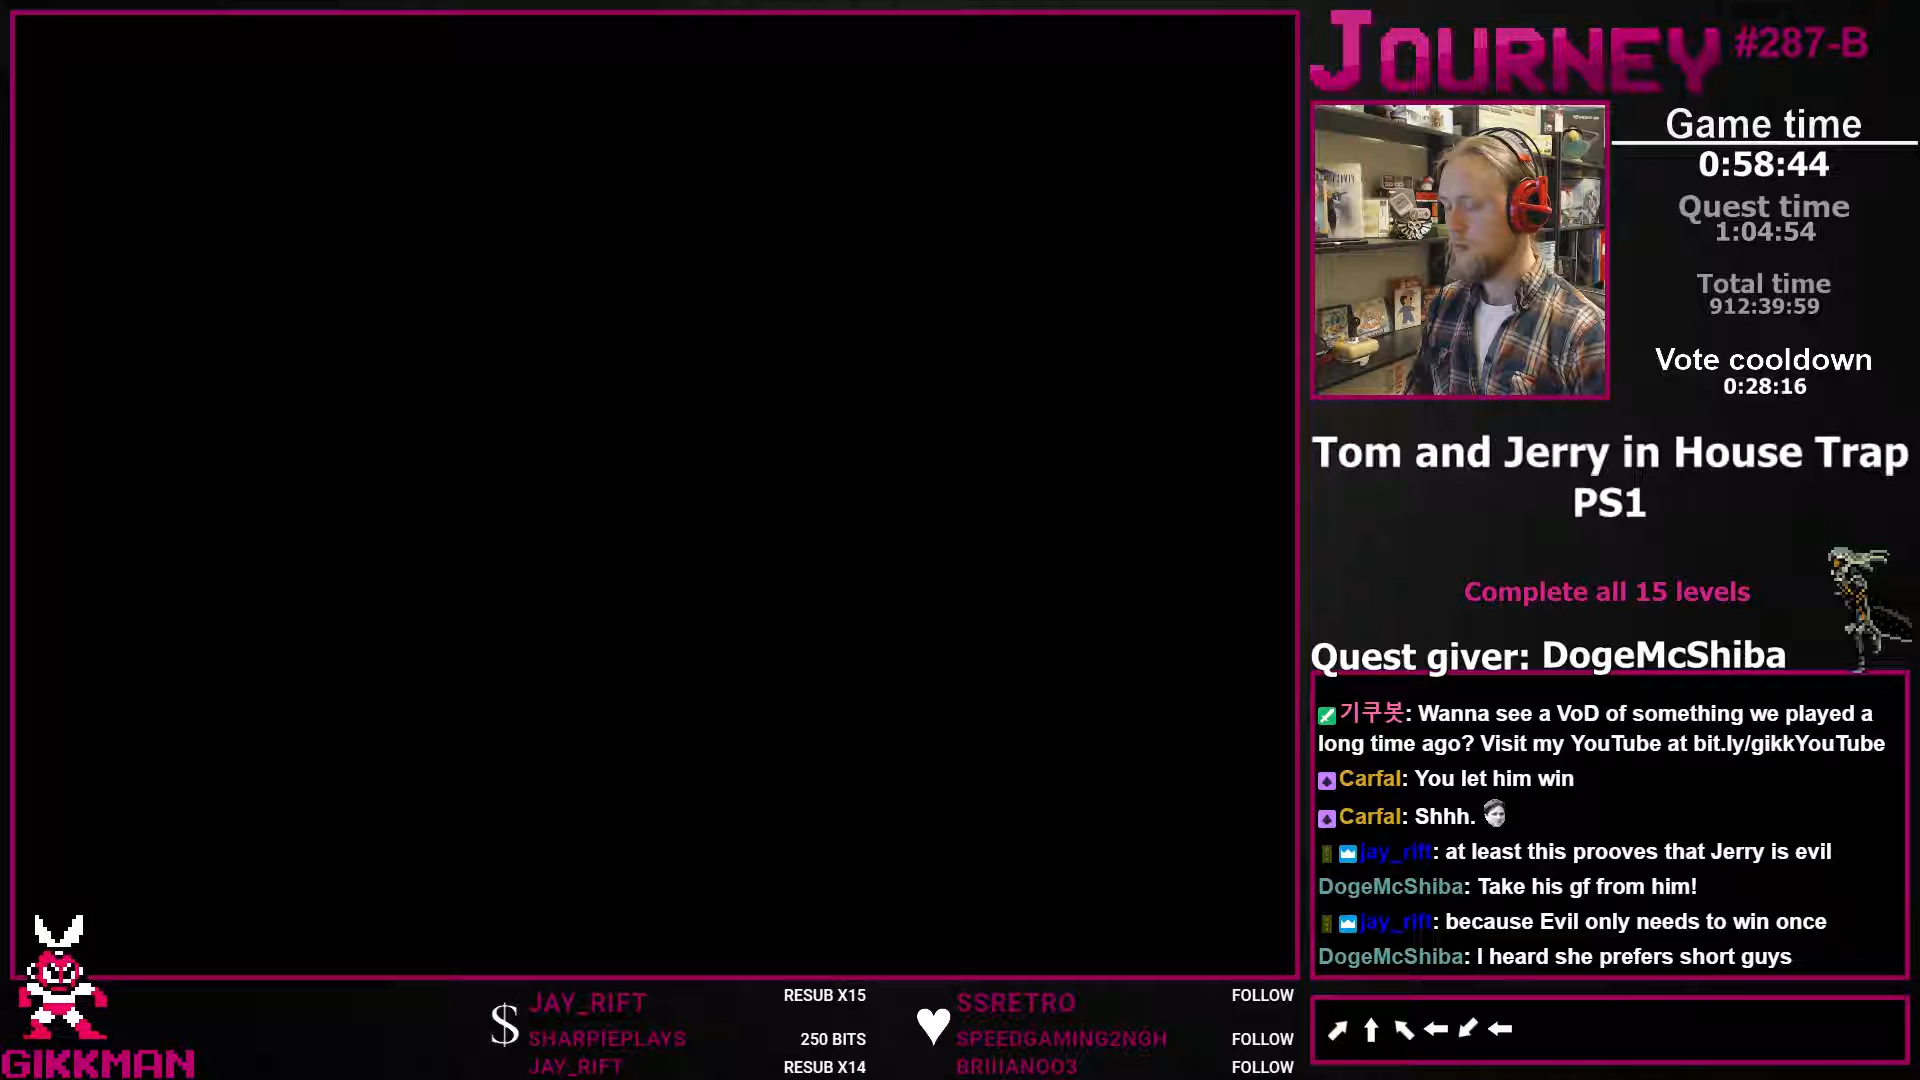 JOURNEY #287-B
Game time
0:58:44
Quest time
1:04:54
Total time
912:39:59
Vote cooldown
0:28:16
Tom and Jerry in House Trap
PS1
Complete all 15 levels
Quest giver: DogeMcShiba
기쿠봇: Wanna see a VoD of something we played a
long time ago? Visit my YouTube at bit.ly/gikkYouTube
Carfal: You let him win
Carfal: Shhh.
jay_rift: at least this prooves that Jerry is evil
DogeMcShiba: Take his gf from him!
jay_rift: because Evil only needs to win once
DogeMcShiba: I heard she prefers short guys
GIKKMAN
$ JAY_RIFT RESUB X15
SHARPIEPLAYS 250 BITS
JAY_RIFT RESUB X14
SSRETRO FOLLOW
SPEEDGAMING2NGH FOLLOW
BRIIIANOO3 FOLLOW